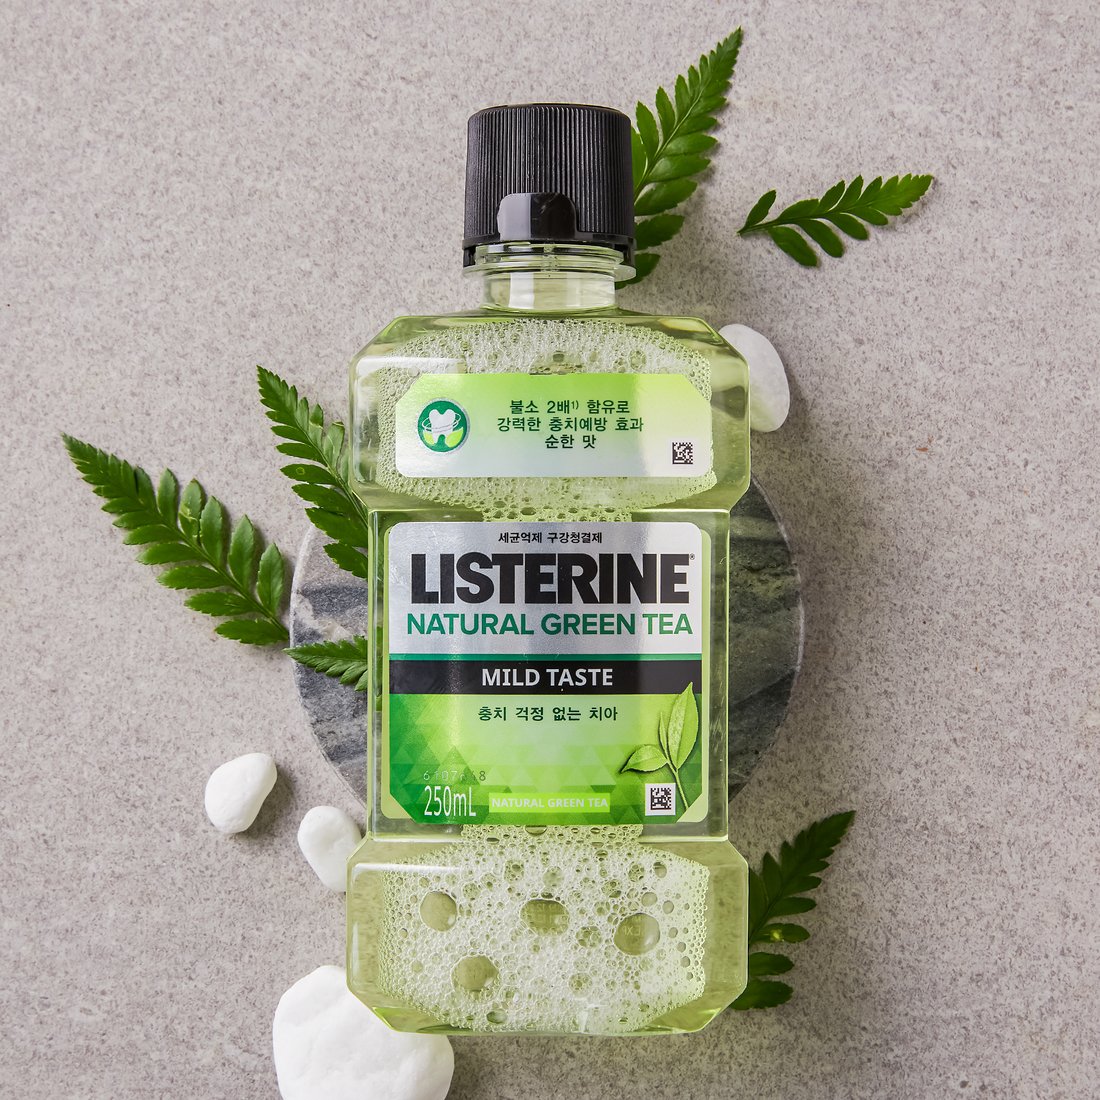 불소 2배¹⁾ 함유로
강력한 충치예방 효과
순한 맛
세균억제 구강청결제
LISTERINE®
NATURAL GREEN TEA
MILD TASTE
충치 걱정 없는 치아
250mL
NATURAL GREEN TEA